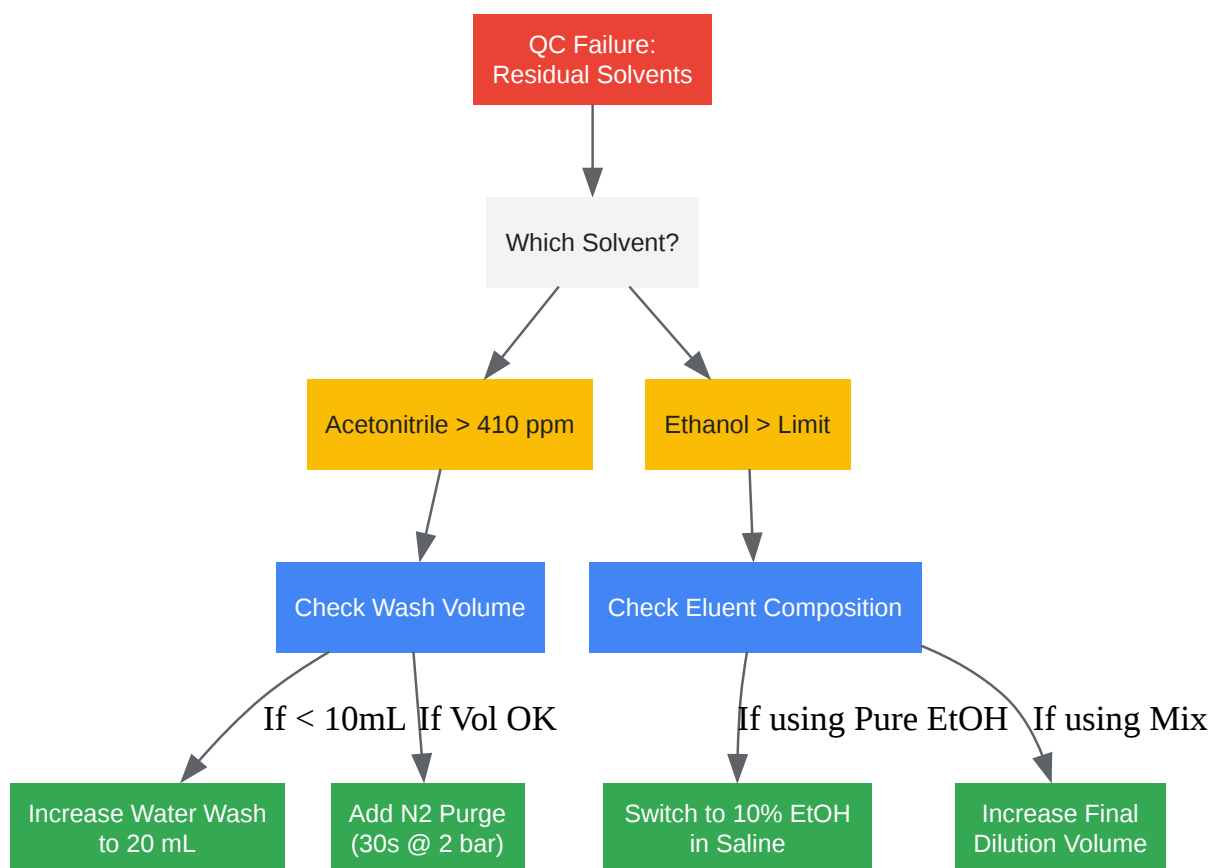 QC Failure:
Residual Solvents
Which Solvent?
Acetonitrile > 410 ppm
Ethanol > Limit
Check Wash Volume
Check Eluent Composition
If < 10mL
If Vol OK
If using Pure EtOH
If using Mix
Increase Water Wash
to 20 mL
Add N2 Purge
(30s @ 2 bar)
Switch to 10% EtOH
in Saline
Increase Final
Dilution Volume